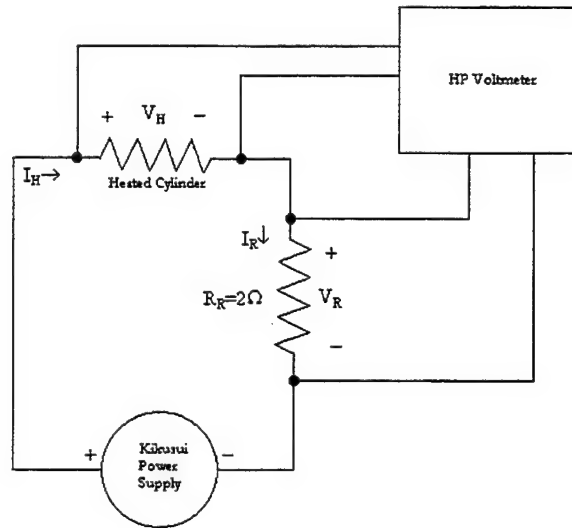 HP Voltmeter
+ V_H −
I_H→
Heated Cylinder
I_R↓
+
R_R=2Ω
V_R
−
+
Kikusui
Power
Supply
−